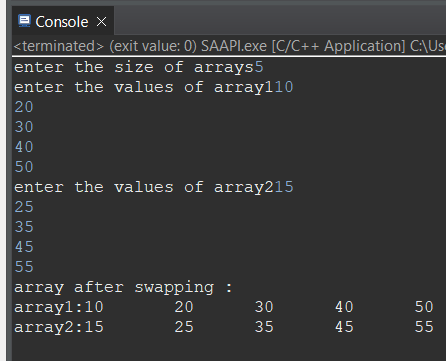 Console
<terminated> (exit value: 0) SAAPI.exe [C/C++ Application] C:\Use
enter the size of arrays5
enter the values of array110
20
30
40
50
enter the values of array215
25
35
45
55
array after swapping :
array1:10 20 30 40 50
array2:15 25 35 45 55